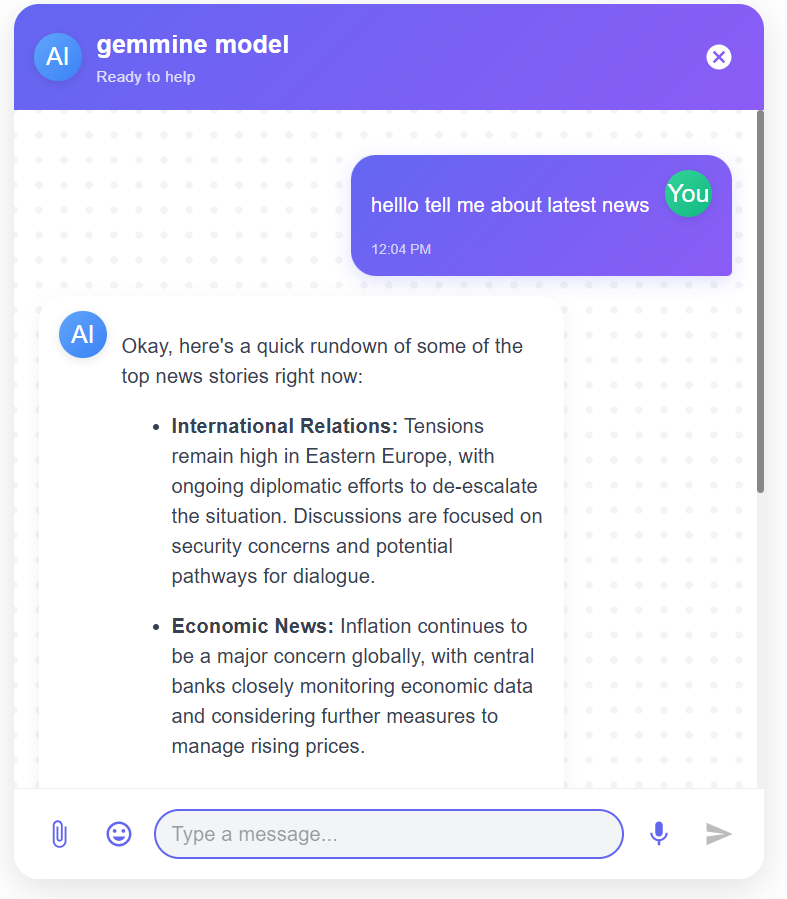 AI
gemmine model
Ready to help
helllo tell me about latest news
You
12:04 PM
AI
Okay, here's a quick rundown of some of the
top news stories right now:
• International Relations: Tensions
remain high in Eastern Europe, with
ongoing diplomatic efforts to de-escalate
the situation. Discussions are focused on
security concerns and potential
pathways for dialogue.
• Economic News: Inflation continues to
be a major concern globally, with central
banks closely monitoring economic data
and considering further measures to
manage rising prices.
Type a message...